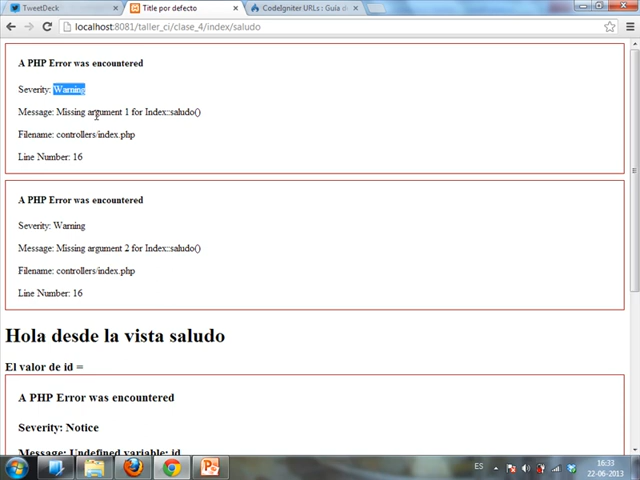 TweetDeck
Title por defecto
CodeIgniter URLs : Guía d
localhost:8081/taller_ci/clase_4/index/saludo
A PHP Error was encountered
Severity: Warning
Message: Missing argument 1 for Index::saludo()
Filename: controllers/index.php
Line Number: 16
A PHP Error was encountered
Severity: Warning
Message: Missing argument 2 for Index::saludo()
Filename: controllers/index.php
Line Number: 16
Hola desde la vista saludo
El valor de id =
A PHP Error was encountered
Severity: Notice
Message: Undefined variable: id
ES
16:33
22-06-2013